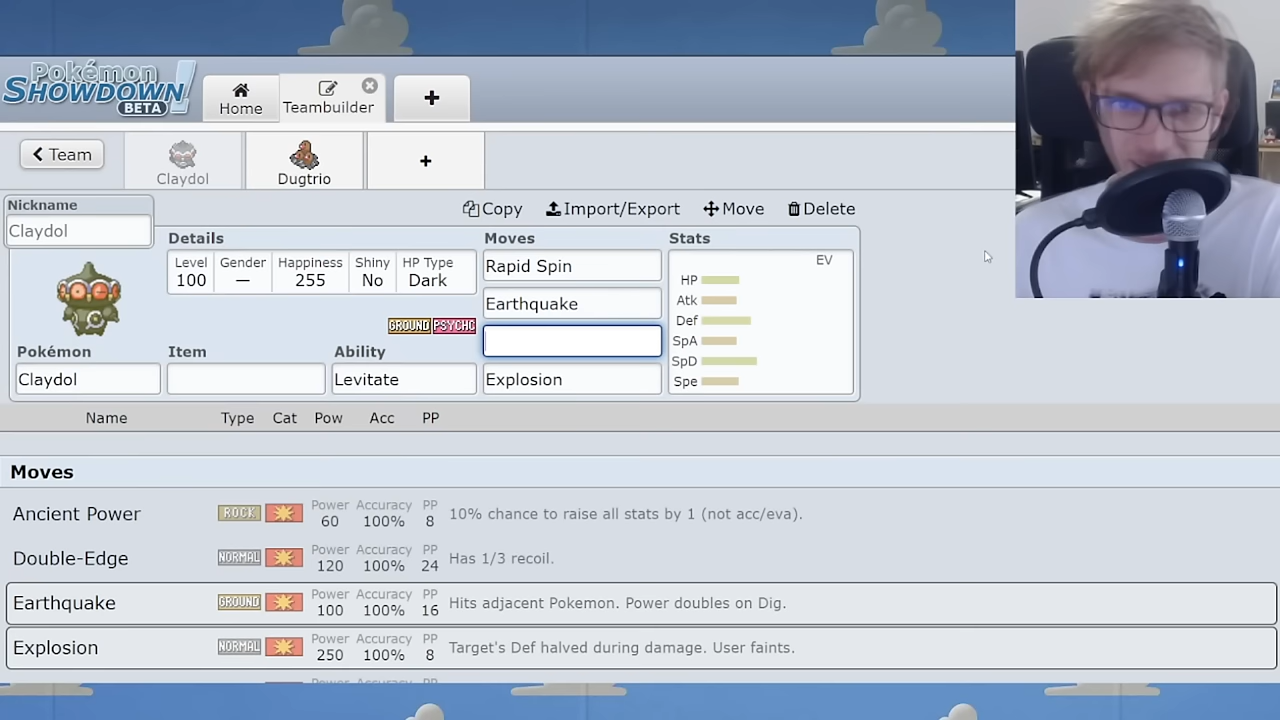 Pokémon
SHOWDOWN!
BETA
Home
Teambuilder
+
Team
Claydol
Dugtrio
+
Nickname
Claydol
Copy
Import/Export
Move
Delete
Details
Moves
Stats
Level
Gender
Happiness
Shiny
HP Type
100
—
255
No
Dark
Rapid Spin
Earthquake
Explosion
EV
HP
Atk
Def
SpA
SpD
Spe
GROUND PSYCHC
Pokémon
Item
Ability
Claydol
Levitate
Name Type Cat Pow Acc PP
Moves
Ancient Power ROCK Power 60 Accuracy 100% PP 8 10% chance to raise all stats by 1 (not acc/eva).
Double-Edge NORMAL Power 120 Accuracy 100% PP 24 Has 1/3 recoil.
Earthquake GROUND Power 100 Accuracy 100% PP 16 Hits adjacent Pokemon. Power doubles on Dig.
Explosion NORMAL Power 250 Accuracy 100% PP 8 Target's Def halved during damage. User faints.